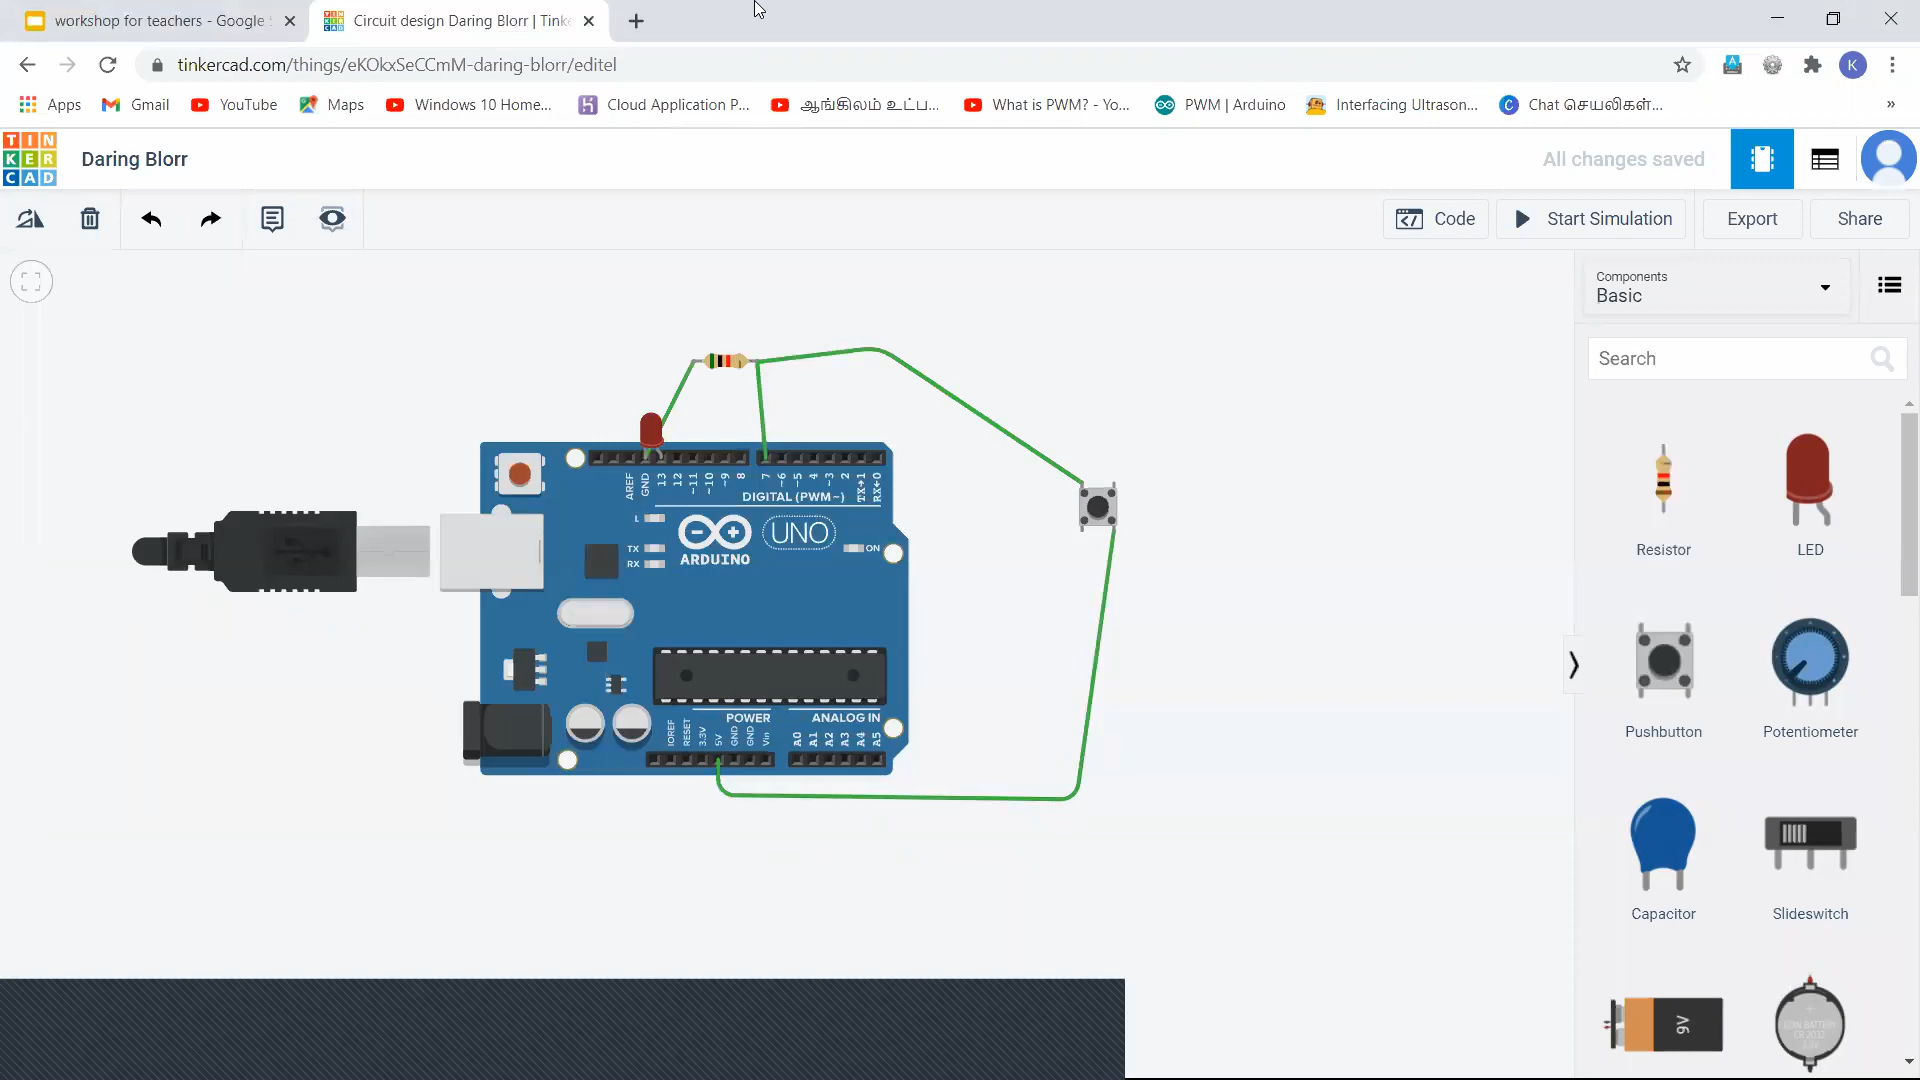 workshop for teachers - Google S
Circuit design Daring Blorr | Tinke
tinkercad.com/things/eKOkxSeCCmM-daring-blorr/editel
K
Apps
Gmail
YouTube
Maps
Windows 10 Home...
Cloud Application P...
ஆங்கிலம் உட்ப...
What is PWM? - Yo...
PWM | Arduino
Interfacing Ultrason...
Chat செயலிகள்...
»
TIN
KER
CAD
Daring Blorr
All changes saved
Code
Start Simulation
Export
Share
Components
Basic
Search
Resistor
LED
Pushbutton
Potentiometer
Capacitor
Slideswitch
9V
AREF
GND
13
12
~11
~10
~9
8
7
~6
~5
4
~3
2
TX→1
RX←0
DIGITAL (PWM~)
L
TX
RX
ARDUINO
UNO
ON
POWER
ANALOG IN
IOREF
RESET
3.3V
5V
GND
GND
Vin
A0
A1
A2
A3
A4
A5